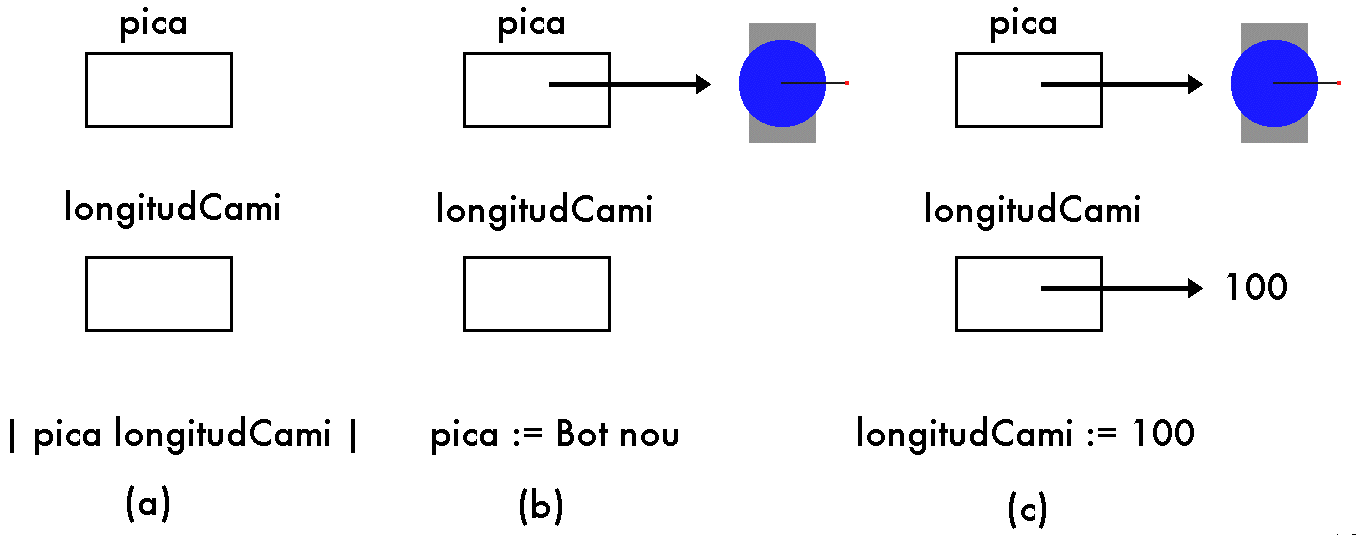 pica
pica
pica
longitudCami
longitudCami
longitudCami
100
| pica longitudCami |
pica := Bot nou
longitudCami := 100
(a)
(b)
(c)